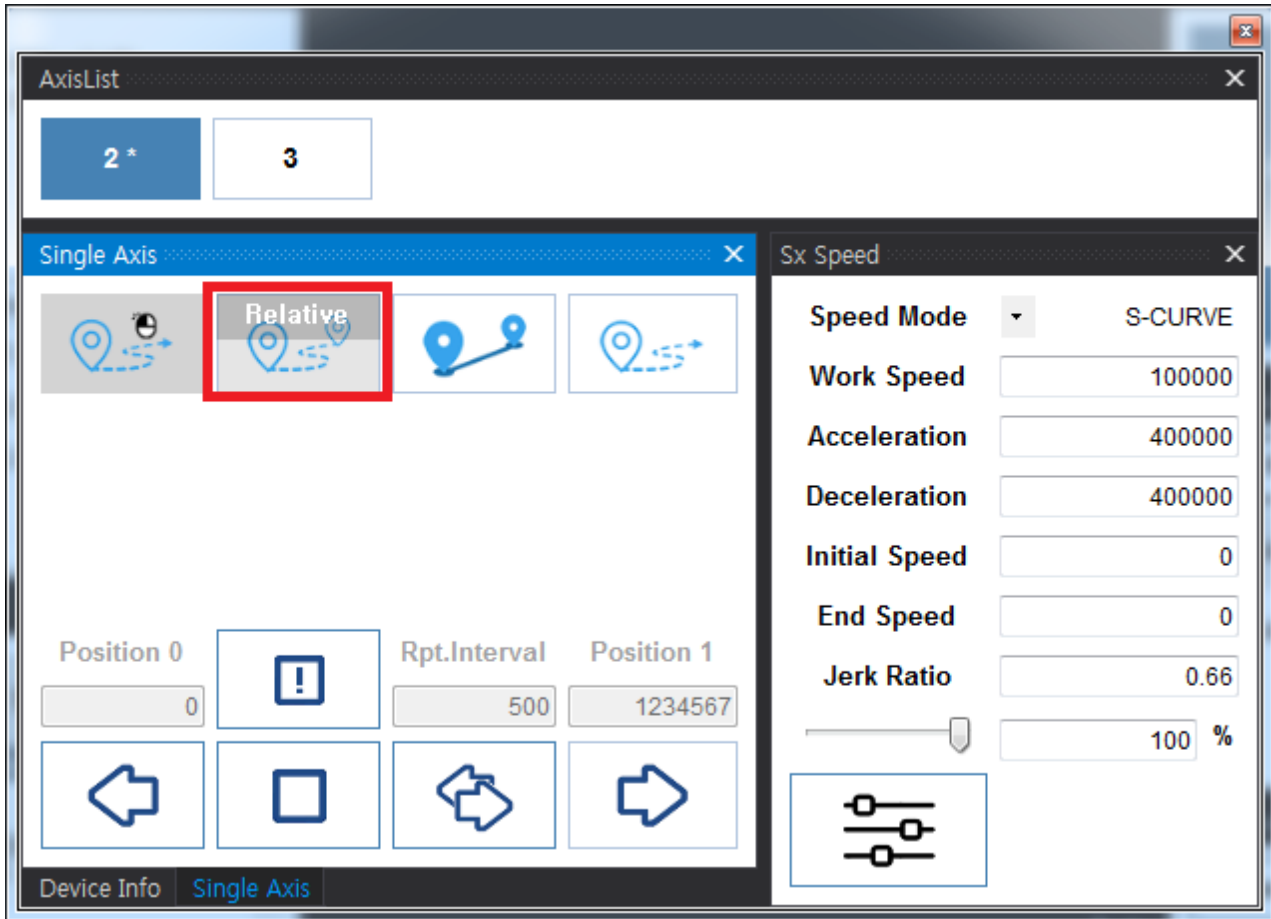 AxisList
2 *
3
Single Axis
Relative
Position 0
Rpt.Interval
Position 1
0
!
500
1234567
Device Info
Single Axis
Sx Speed
Speed Mode
S-CURVE
Work Speed
100000
Acceleration
400000
Deceleration
400000
Initial Speed
0
End Speed
0
Jerk Ratio
0.66
100 %